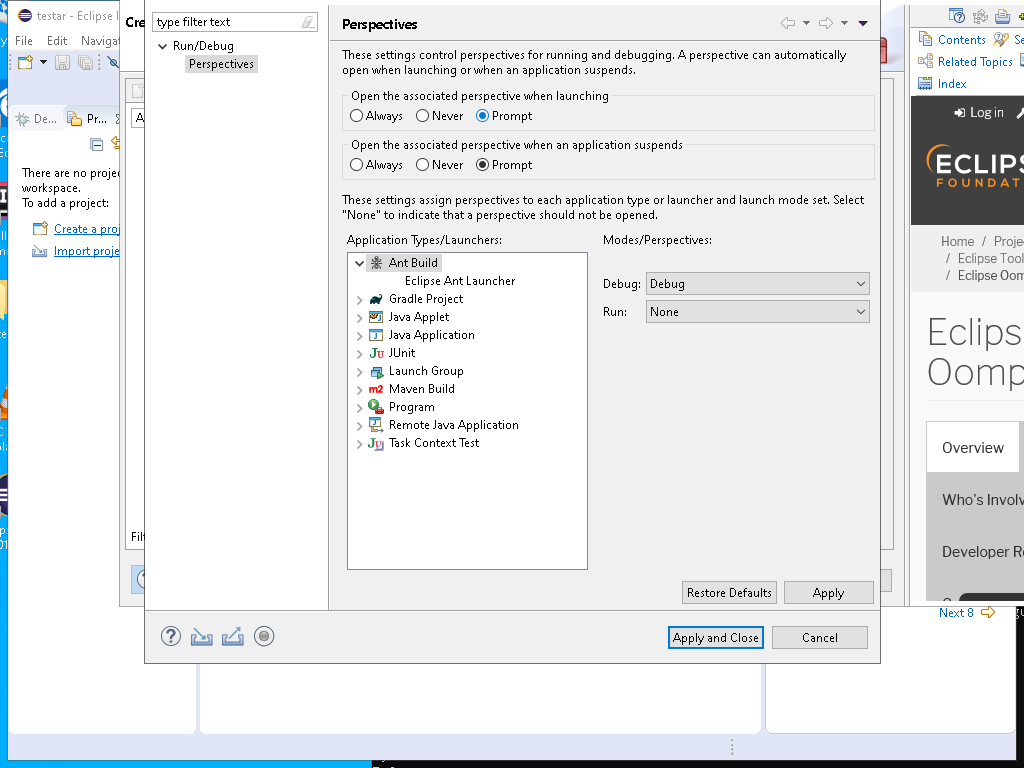 testar - Eclipse I
File Edit Navigat
De...
Pr...
There are no projec
workspace.
To add a project:
Create a proj
Import proje
Cre
type filter text
Run/Debug
Perspectives
Perspectives
These settings control perspectives for running and debugging. A perspective can automatically
open when launching or when an application suspends.
Open the associated perspective when launching
Always Never Prompt
Open the associated perspective when an application suspends
Always Never Prompt
These settings assign perspectives to each application type or launcher and launch mode set. Select
"None" to indicate that a perspective should not be opened.
Application Types/Launchers:
Ant Build
Eclipse Ant Launcher
Gradle Project
Java Applet
Java Application
JUnit
Launch Group
Maven Build
Program
Remote Java Application
Task Context Test
Modes/Perspectives:
Debug: Debug
Run: None
Restore Defaults Apply
Apply and Close Cancel
A
Filt
Contents Se
Related Topics
Index
Log in
ECLIPS
FOUNDAT
Home / Proje
/ Eclipse Tool
/ Eclipse Oom
Eclips
Oomp
Overview
Who's Involv
Developer Re
Next 8